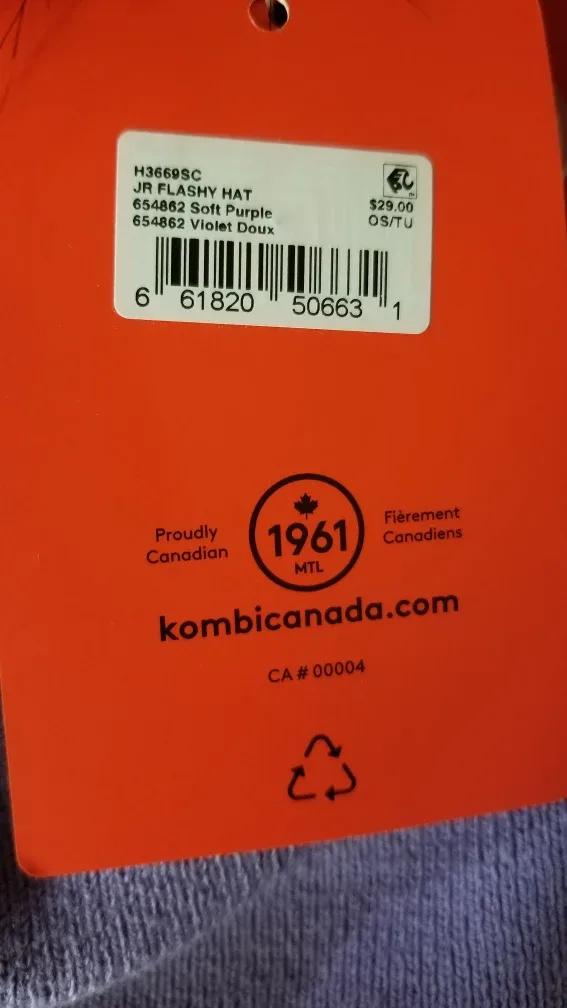 H3669SC
JR FLASHY HAT
654862 Soft Purple
654862 Violet Doux
$29.00
OS/TU
6 61820 50663 1
Proudly
Canadian
1961
MTL
Fièrement
Canadiens
kombicanada.com
CA # 00004